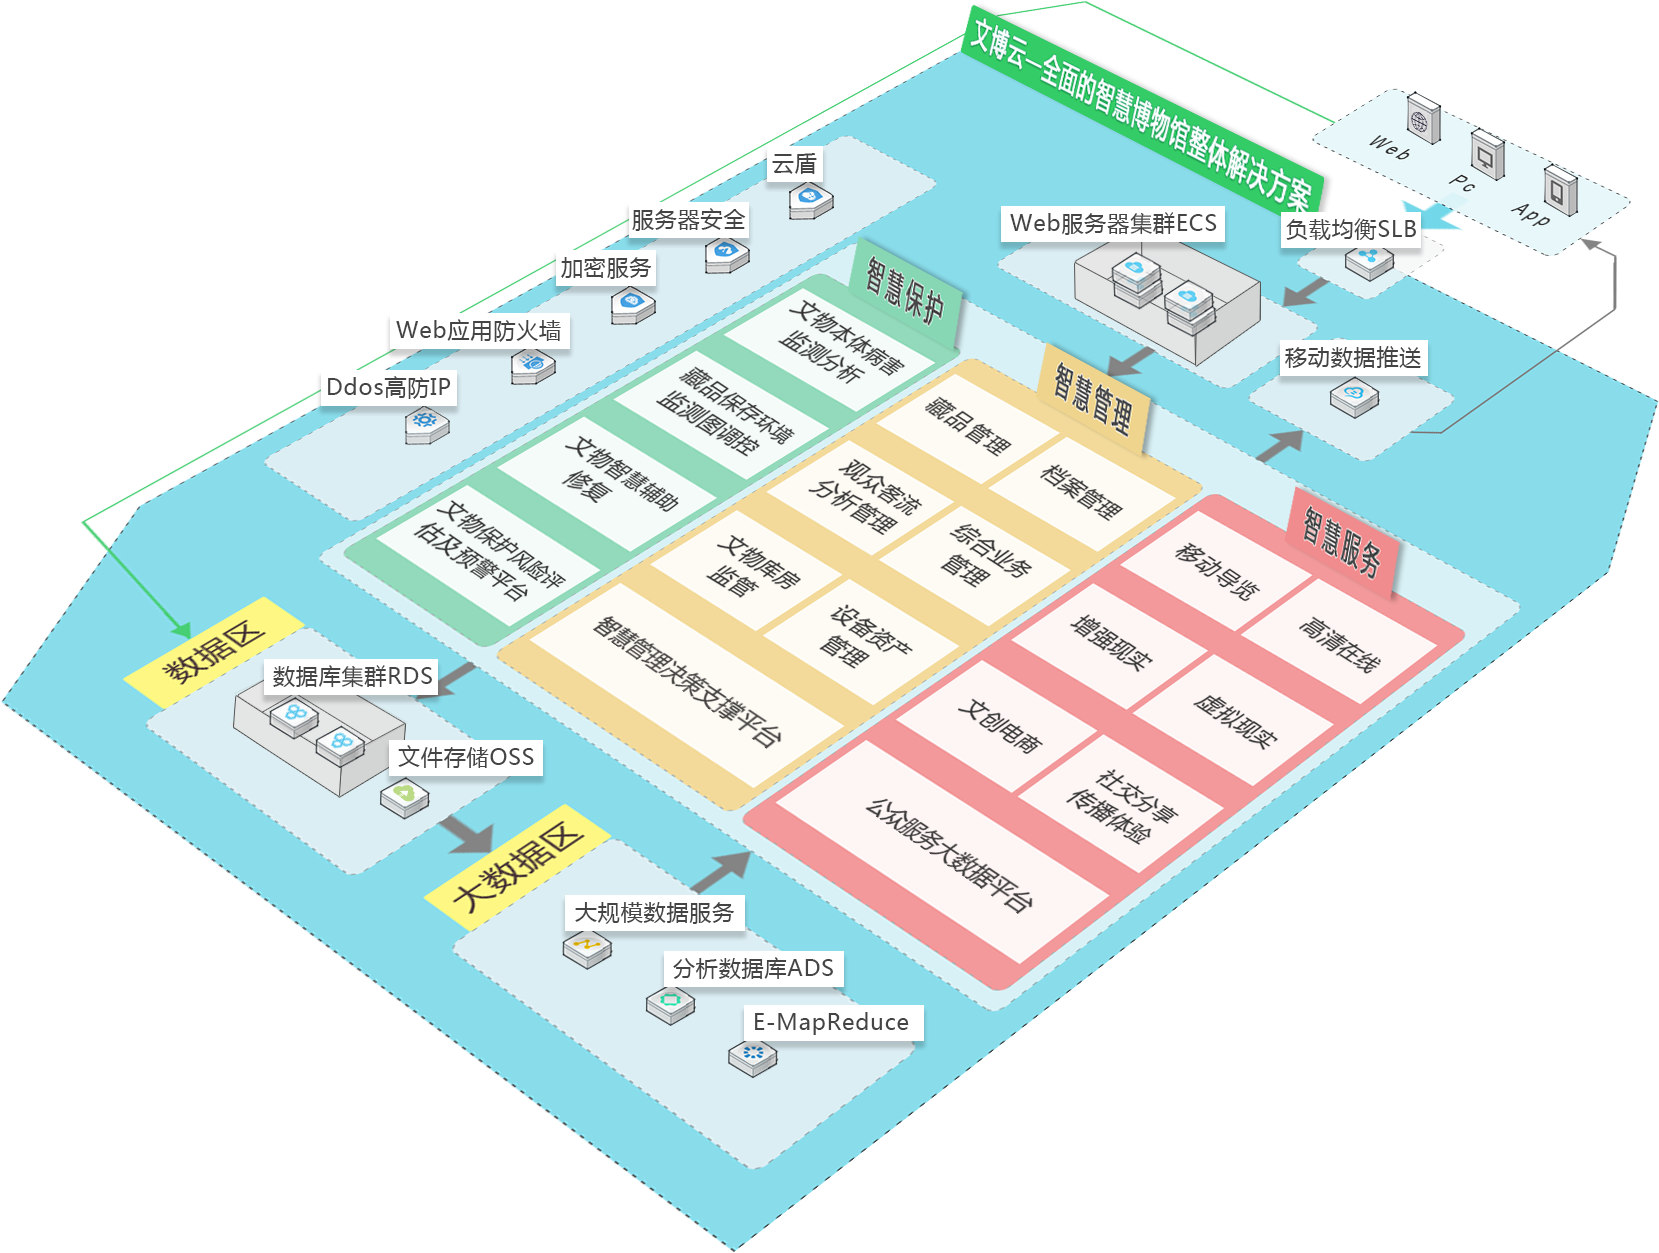 文博云—全面的智慧博物馆整体解决方案
Web
Pc
App
云盾
服务器安全
加密服务
Web应用防火墙
Ddos高防IP
Web服务器集群ECS
负载均衡SLB
移动数据推送
智慧保护
文物本体病害
监测分析
藏品保存环境
监测图调控
文物智慧辅助
修复
文物保护风险评
估及预警平台
智慧管理
藏品管理
档案管理
观众客流
分析管理
综合业务
管理
文物库房
监管
设备资产
管理
智慧管理决策支撑平台
智慧服务
移动导览
高清在线
增强现实
虚拟现实
文创电商
社交分享
传播体验
公众服务大数据平台
数据区
数据库集群RDS
文件存储OSS
大数据区
大规模数据服务
分析数据库ADS
E-MapReduce